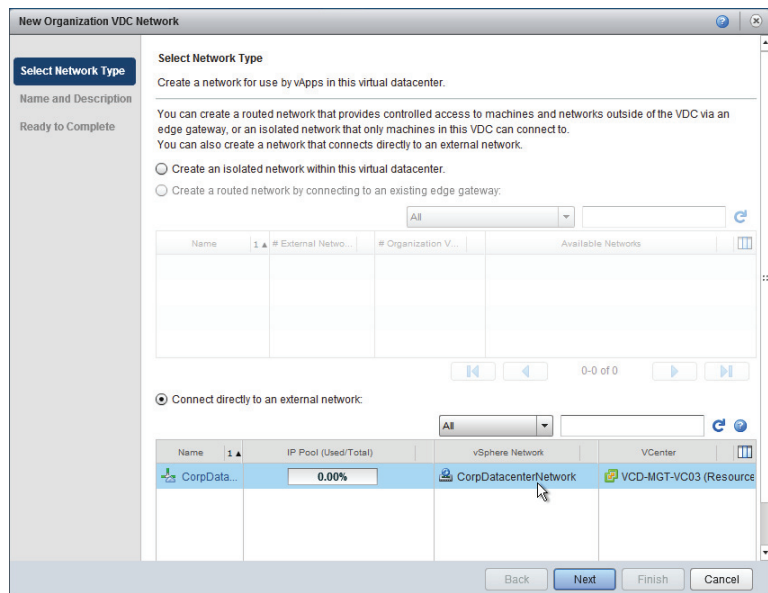 New Organization VDC Network
Select Network Type
Name and Description
Ready to Complete
Select Network Type
Create a network for use by vApps in this virtual datacenter.
You can create a routed network that provides controlled access to machines and networks outside of the VDC via an
edge gateway, or an isolated network that only machines in this VDC can connect to.
You can also create a network that connects directly to an external network.
Create an isolated network within this virtual datacenter.
Create a routed network by connecting to an existing edge gateway:
All
Name 1 ▲ # External Netwo... # Organization V... Available Networks
0-0 of 0
Connect directly to an external network:
All
Name 1 ▲ IP Pool (Used/Total) vSphere Network VCenter
CorpData... 0.00% CorpDatacenterNetwork VCD-MGT-VC03 (Resource
Back Next Finish Cancel